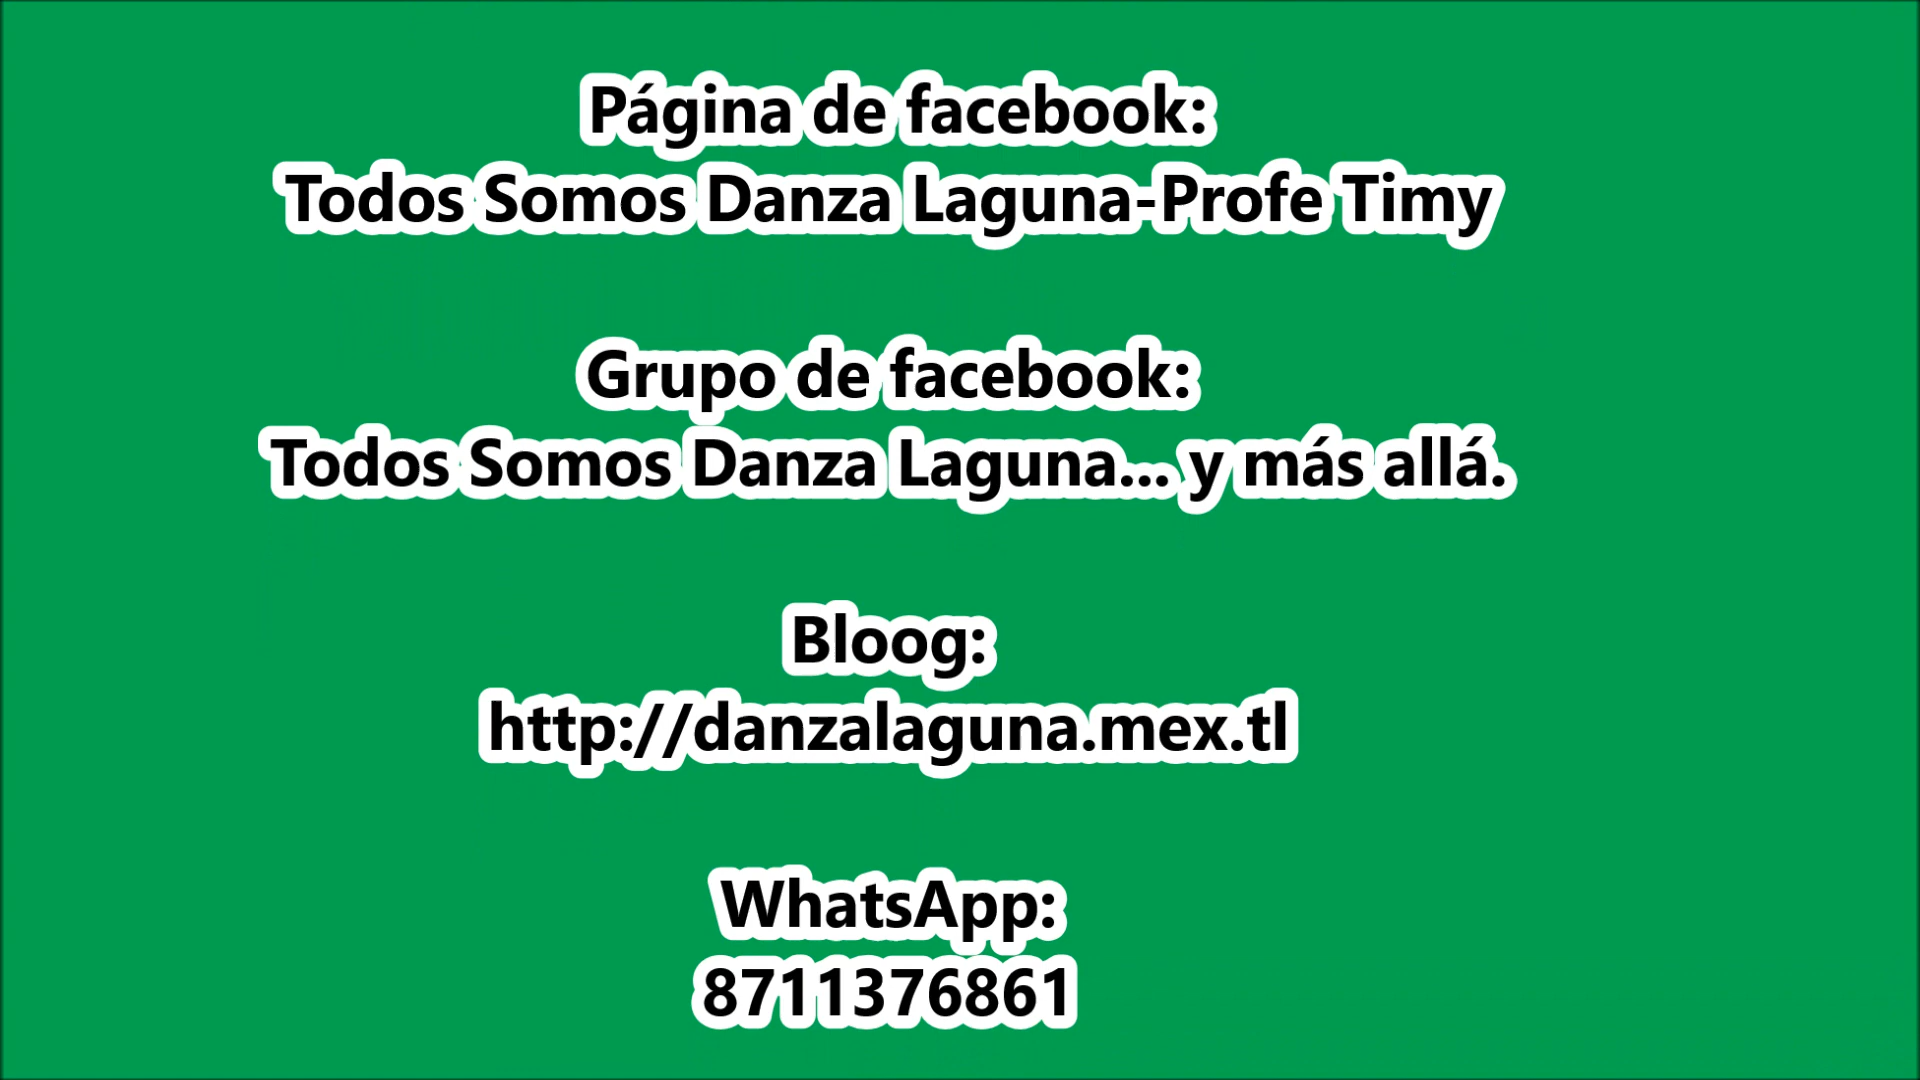 Página de facebook:
Todos Somos Danza Laguna-Profe Timy
Grupo de facebook:
Todos Somos Danza Laguna... y más allá.
Bloog:
http://danzalaguna.mex.tl
WhatsApp:
8711376861